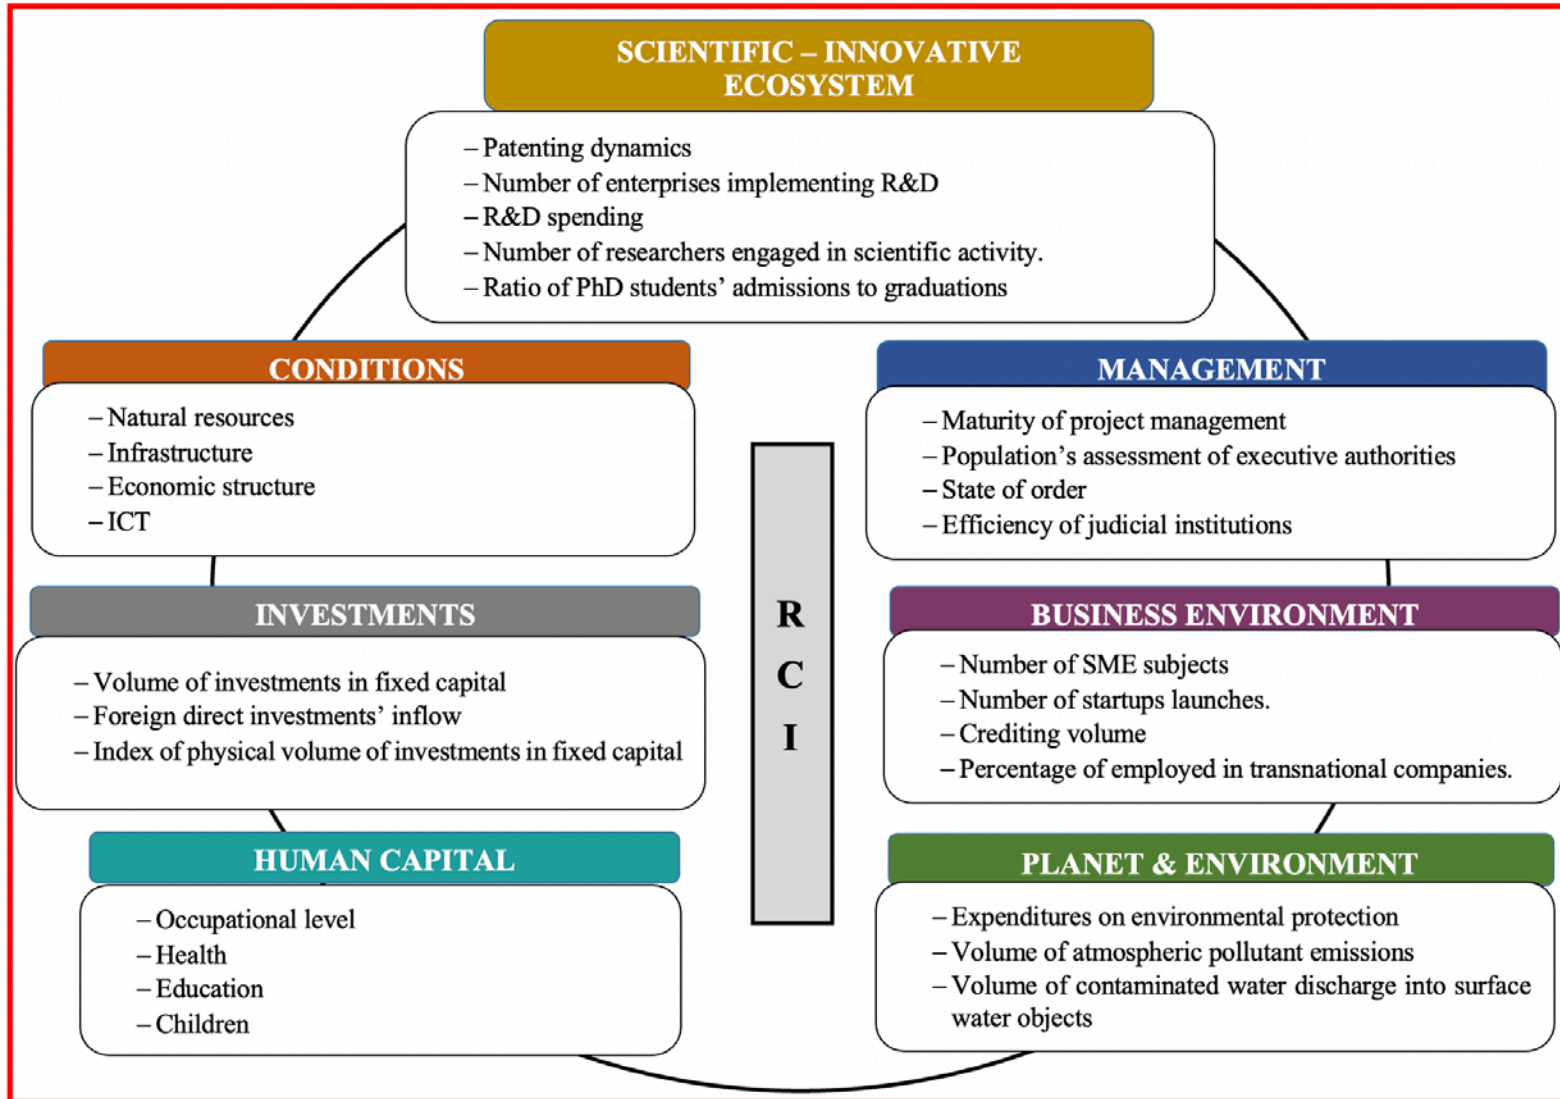 SCIENTIFIC – INNOVATIVE
ECOSYSTEM
– Patenting dynamics
– Number of enterprises implementing R&D
– R&D spending
– Number of researchers engaged in scientific activity.
– Ratio of PhD students’ admissions to graduations
CONDITIONS
– Natural resources
– Infrastructure
– Economic structure
– ICT
MANAGEMENT
– Maturity of project management
– Population’s assessment of executive authorities
– State of order
– Efficiency of judicial institutions
INVESTMENTS
– Volume of investments in fixed capital
– Foreign direct investments’ inflow
– Index of physical volume of investments in fixed capital
R
C
I
BUSINESS ENVIRONMENT
– Number of SME subjects
– Number of startups launches.
– Crediting volume
– Percentage of employed in transnational companies.
HUMAN CAPITAL
– Occupational level
– Health
– Education
– Children
PLANET & ENVIRONMENT
– Expenditures on environmental protection
– Volume of atmospheric pollutant emissions
– Volume of contaminated water discharge into surface
water objects